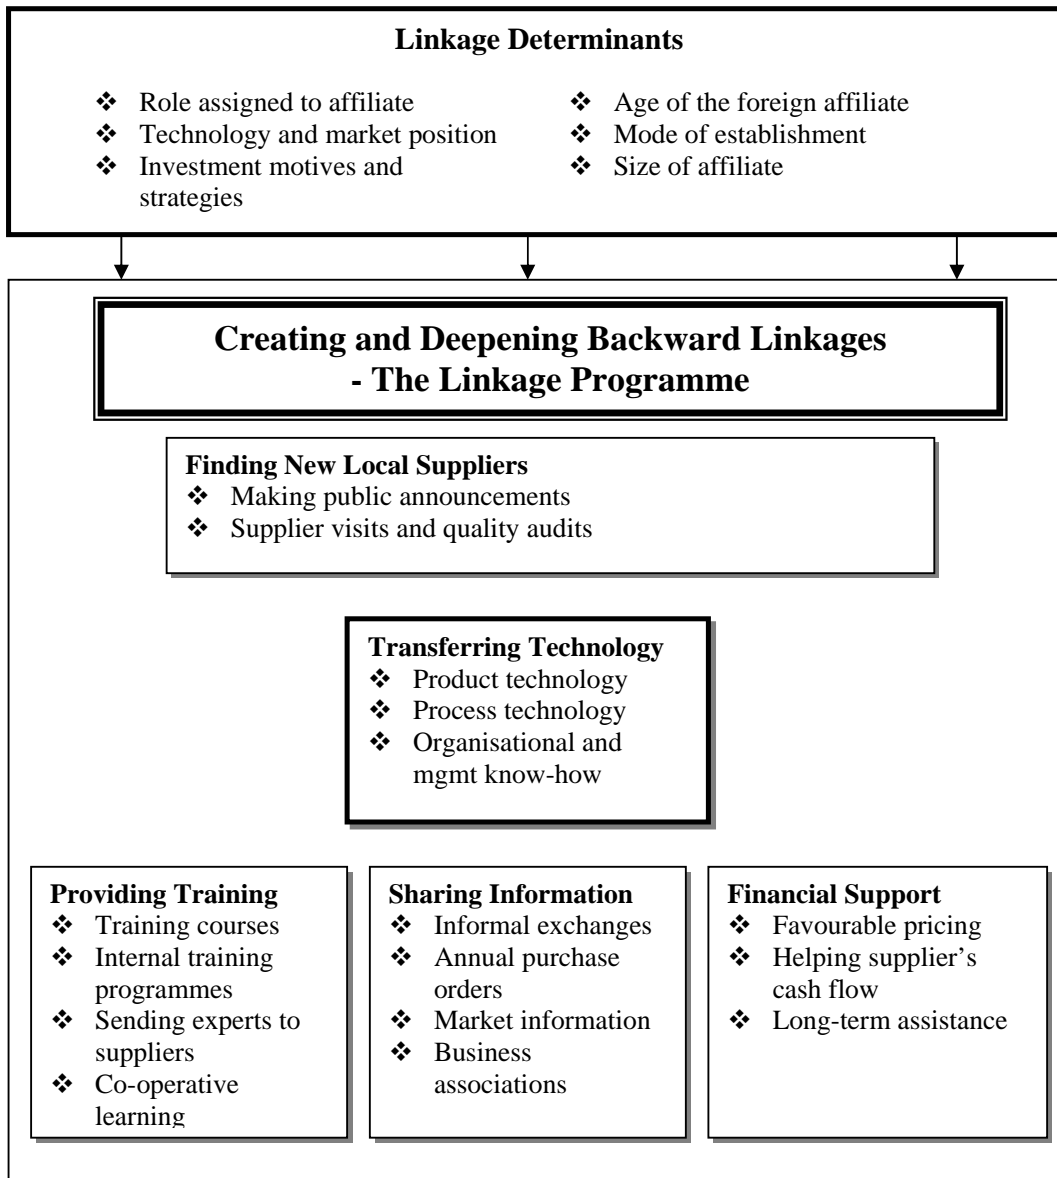 Linkage Determinants
❖ Role assigned to affiliate
❖ Technology and market position
❖ Investment motives and
strategies
❖ Age of the foreign affiliate
❖ Mode of establishment
❖ Size of affiliate
Creating and Deepening Backward Linkages
- The Linkage Programme
Finding New Local Suppliers
❖ Making public announcements
❖ Supplier visits and quality audits
Transferring Technology
❖ Product technology
❖ Process technology
❖ Organisational and
mgmt know-how
Providing Training
❖ Training courses
❖ Internal training
programmes
❖ Sending experts to
suppliers
❖ Co-operative
learning
Sharing Information
❖ Informal exchanges
❖ Annual purchase
orders
❖ Market information
❖ Business
associations
Financial Support
❖ Favourable pricing
❖ Helping supplier’s
cash flow
❖ Long-term assistance